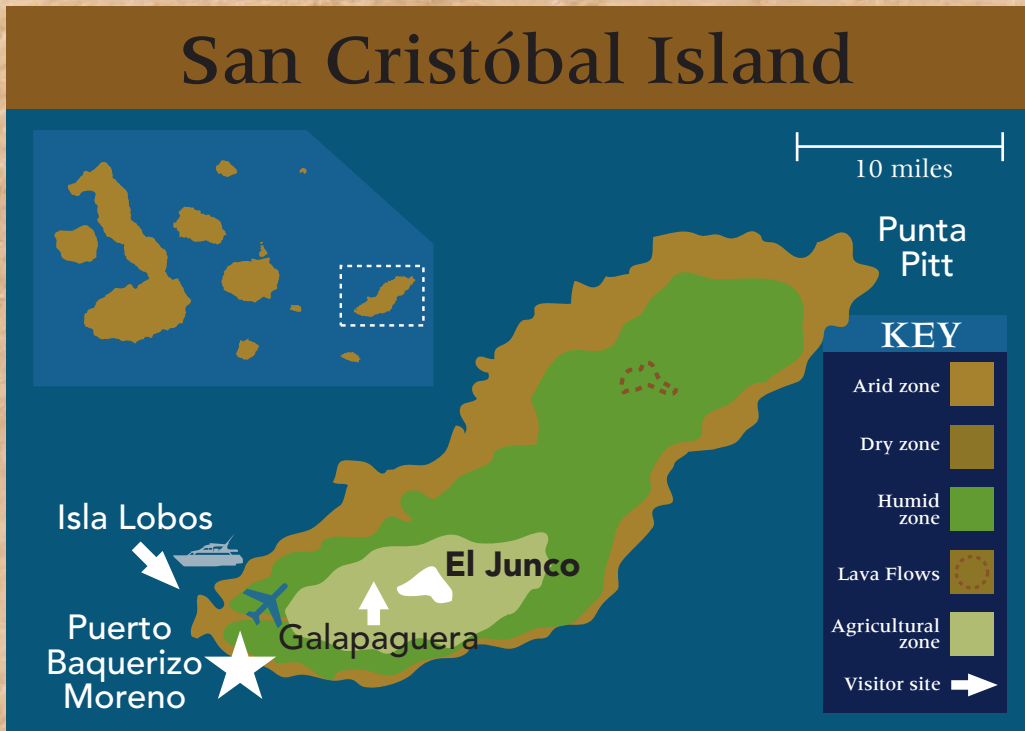 San Cristóbal Island
10 miles
Punta
Pitt
KEY
Arid zone
Dry zone
Humid
zone
Lava Flows
Agricultural
zone
Visitor site
Isla Lobos
El Junco
Galapaguera
Puerto
Baquerizo
Moreno